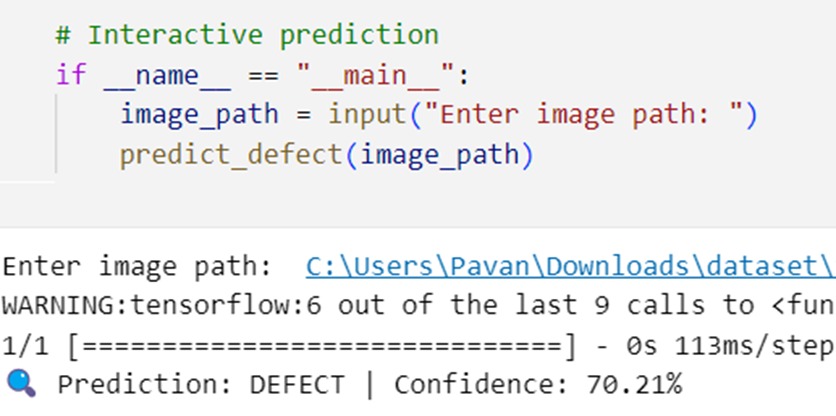 # Interactive prediction
if __name__ == "__main__":
    image_path = input("Enter image path: ")
    predict_defect(image_path)
Enter image path:  C:\Users\Pavan\Downloads\dataset\
WARNING:tensorflow:6 out of the last 9 calls to <fun
1/1 [==============================] - 0s 113ms/step
🔍 Prediction: DEFECT | Confidence: 70.21%